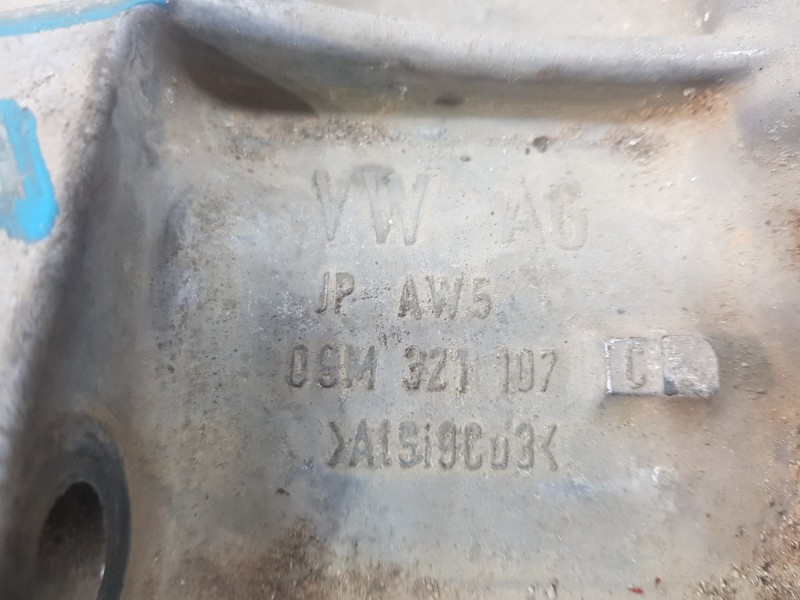 VW AG
JP AW5
09M 321 107 C
>AlSi9Cu3<